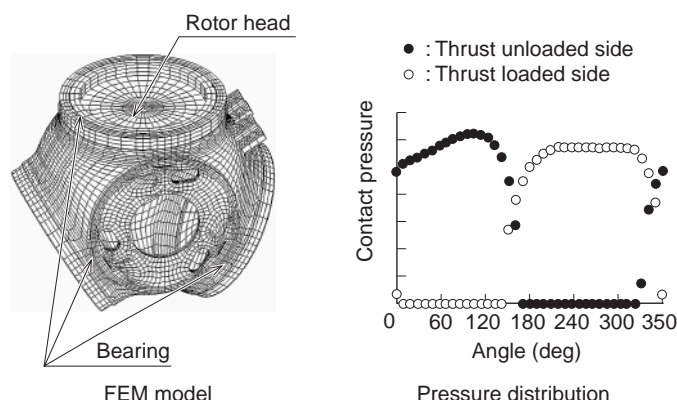 Rotor head
● : Thrust unloaded side
○ : Thrust loaded side
Contact pressure
0 60 120 180 240 300 350
Angle (deg)
Bearing
FEM model
Pressure distribution